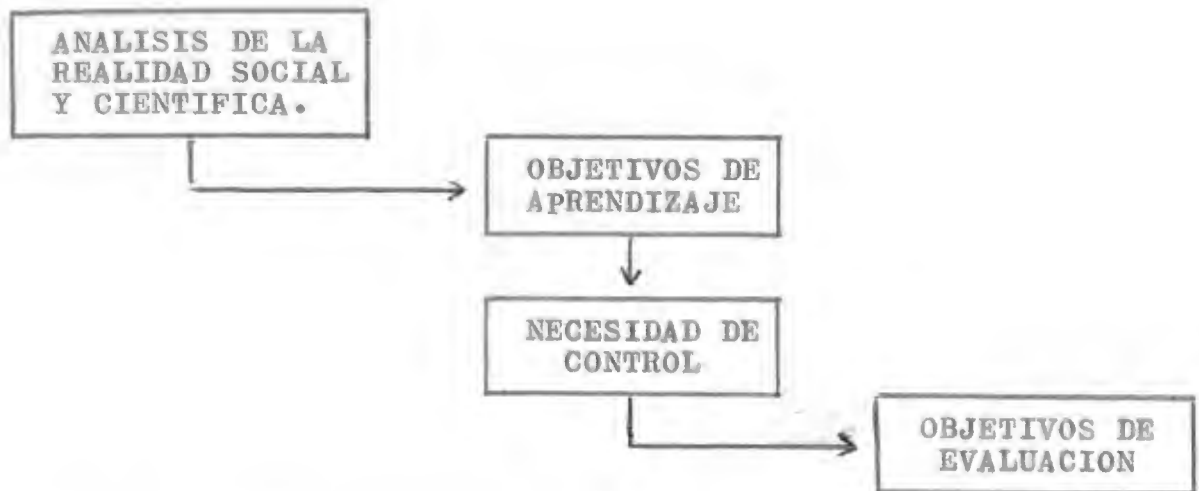 ANALISIS DE LA
REALIDAD SOCIAL
Y CIENTIFICA.
OBJETIVOS DE
APRENDIZAJE
NECESIDAD DE
CONTROL
OBJETIVOS DE
EVALUACION